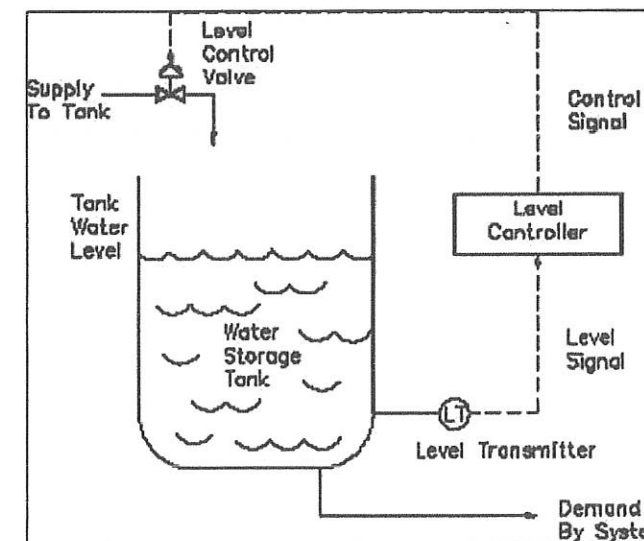 Level
Control
Valve
Supply
To Tank
Control
Signal
Tank
Water
Level
Level
Controller
Water
Storage
Tank
Level
Signal
LT
Level Transmitter
Demand
By Syste